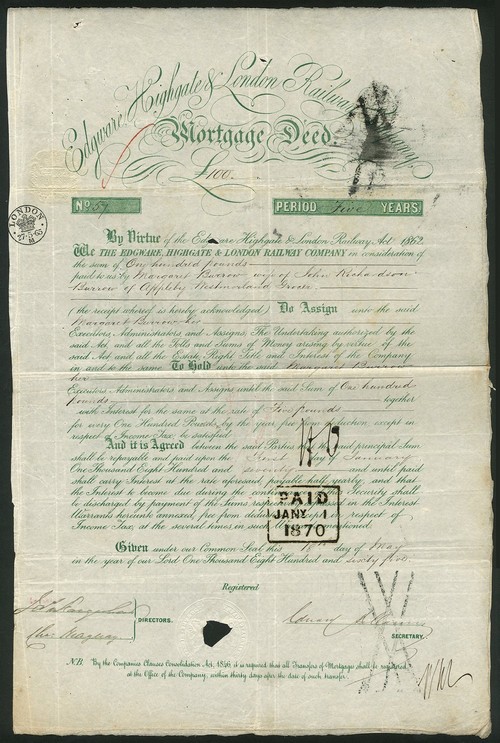 Edgware Highgate & London Railway Company
Mortgage Deed.
£100.
LONDON
No. 59
PERIOD Five YEARS
By Virtue of the Edgware Highgate & London Railway Act 1862
We THE EDGWARE, HIGHGATE & LONDON RAILWAY COMPANY in consideration of
the sum of One hundred pounds
paid to us by Margaret Burrow wife of John Richardson
Burrow of Appleby Westmorland
(the receipt whereof is hereby acknowledged) Do Assign unto the said
Margaret Burrow her
Executors, Administrators and Assigns, The Undertaking authorized by the
said Act, and all the Tolls and Sums of Money arising by virtue of the
said Act and all the Estate, Right Title and Interest of the Company
in and to the same To Hold unto the said Margaret Burrow
her
Executors Administrators and Assigns, until the said Sum of One hundred
pounds together
with Interest for the same at the rate of Five pounds
for every One Hundred Pounds by the year free from deduction, except in
respect of Income Tax, be satisfied.
And it is Agreed between the said Parties that the said principal Sum
shall be repayable and paid upon the First day of January
One Thousand Eight Hundred and seventy and until paid
shall carry Interest at the rate aforesaid, payable half yearly, and that
the Interest to become due during the continuance of this Security shall
be discharged by payment of the Sums respectively the Interest
Warrants hereunto annexed, free from deduction, except in respect of
Income Tax, at the several times, in such Warrants mentioned.
PAID
JANY 1
1870
Given under our Common Seal this day of May
in the year of our Lord One Thousand Eight Hundred and sixty five.
Registered
DIRECTORS.
SECRETARY.
N.B. By the Companies Clauses Consolidation Act, 1845, it is required that all Transfers of Mortgage shall be registered
at the Office of the Company, within thirty days after the date of such transfer.